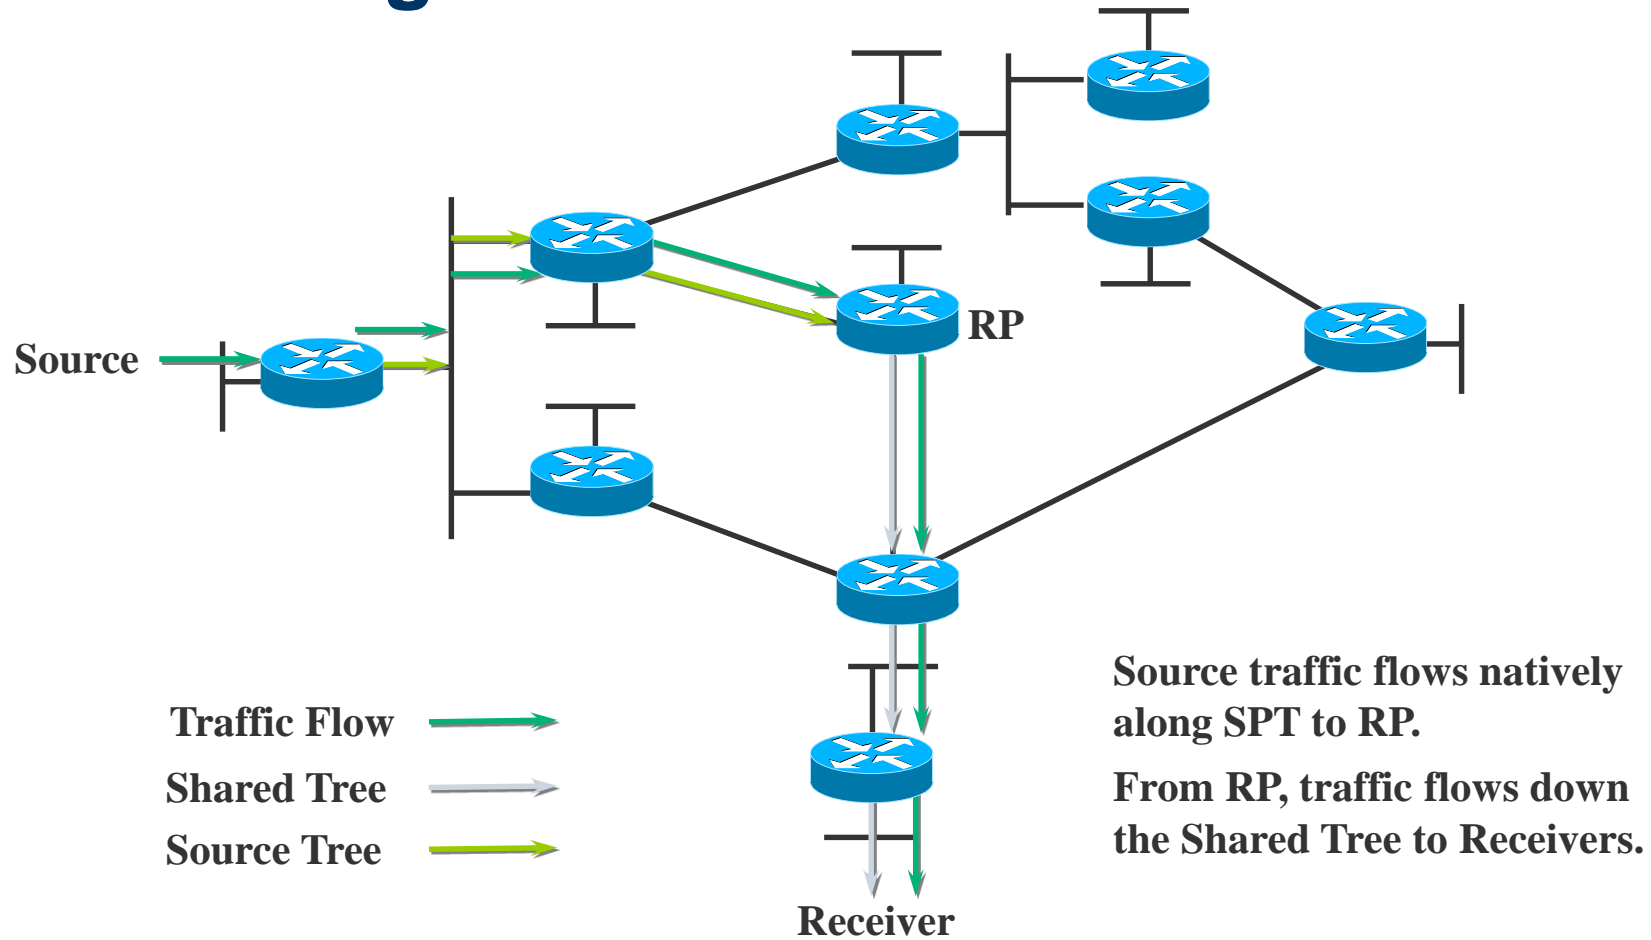 RP
Source
Traffic Flow
Shared Tree
Source Tree
Source traffic flows natively
along SPT to RP.
From RP, traffic flows down
the Shared Tree to Receivers.
Receiver